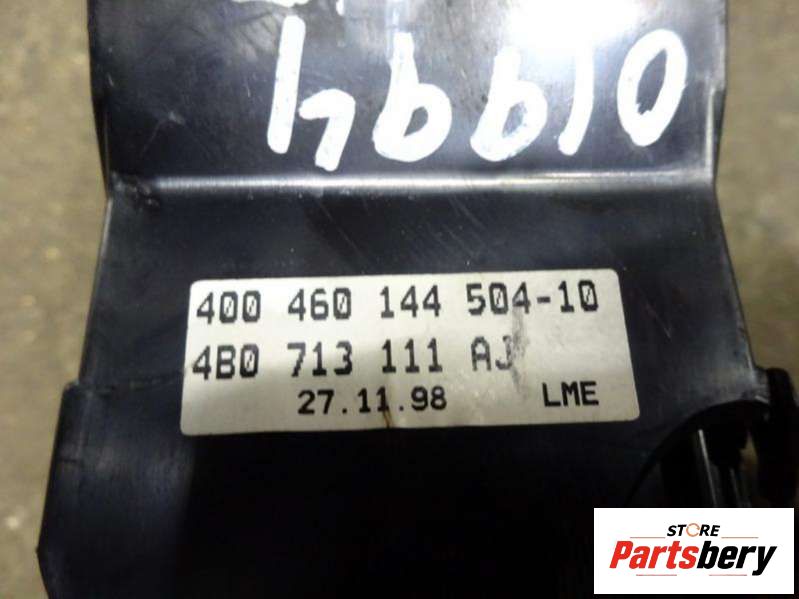 01994
400 460 144 504-10
4B0 713 111 AJ
27.11.98 LME
STORE
Partsbery